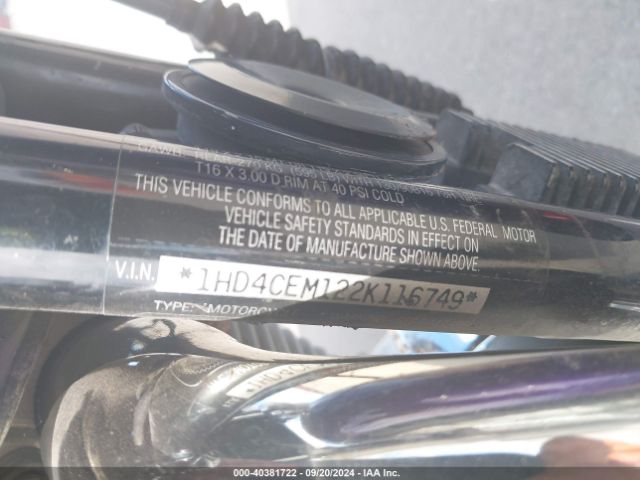 T16 X 3.00 D RIM AT 40 PSI COLD
THIS VEHICLE CONFORMS TO ALL APPLICABLE U.S. FEDERAL MOTOR
VEHICLE SAFETY STANDARDS IN EFFECT ON
THE DATE OF MANUFACTURE SHOWN ABOVE.
V.I.N. *1HD4CEM122K116749*
TYPE:
000-40381722 - 09/20/2024 - IAA Inc.